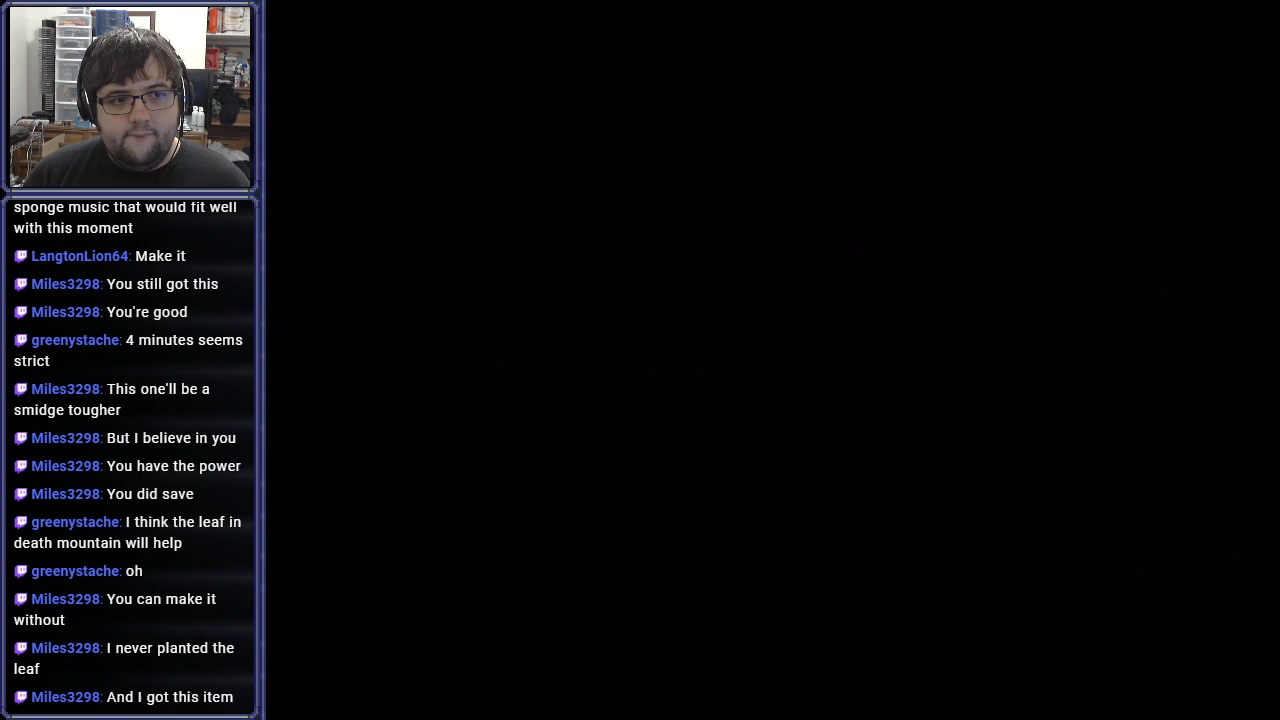 sponge music that would fit well
with this moment
LangtonLion64: Make it
Miles3298: You still got this
Miles3298: You're good
greenystache: 4 minutes seems
strict
Miles3298: This one'll be a
smidge tougher
Miles3298: But I believe in you
Miles3298: You have the power
Miles3298: You did save
greenystache: I think the leaf in
death mountain will help
greenystache: oh
Miles3298: You can make it
without
Miles3298: I never planted the
leaf
Miles3298: And I got this item